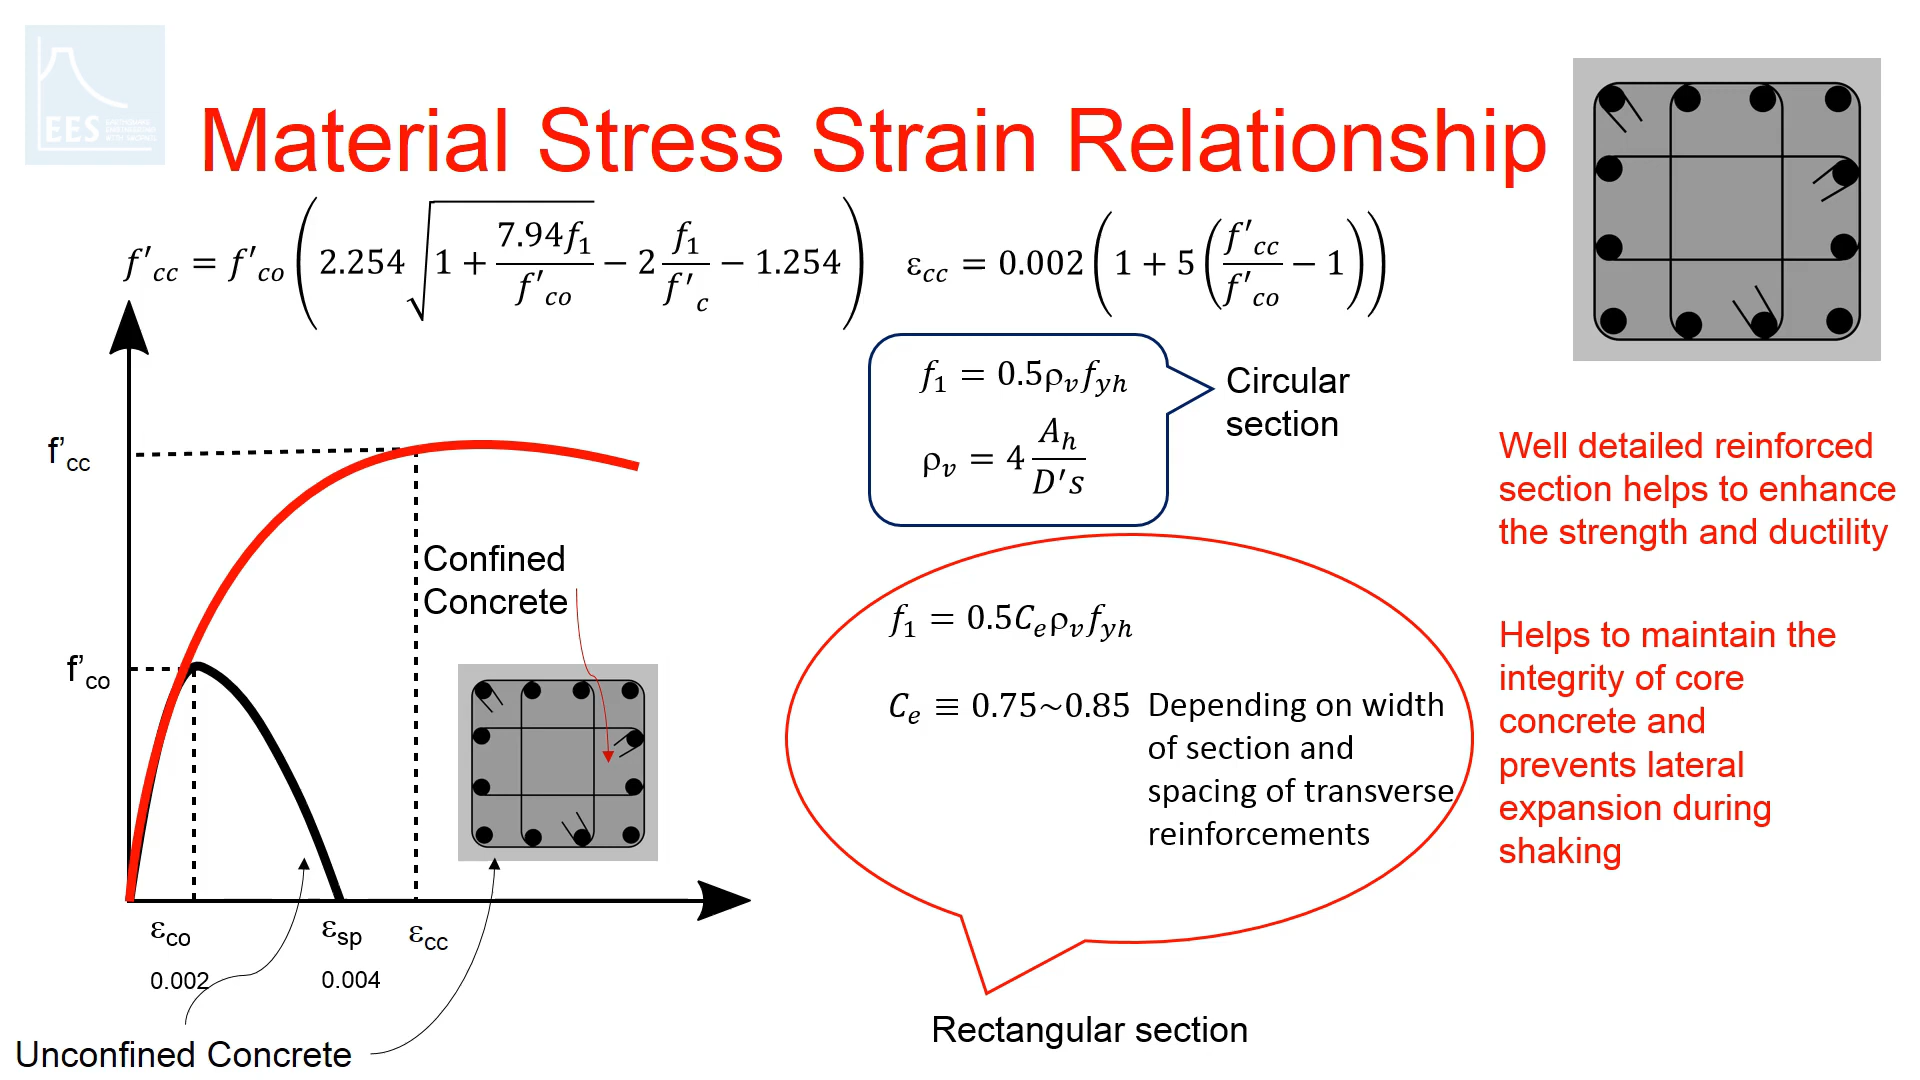 EES
EARTHQUAKE
ENGINEERING
Material Stress Strain Relationship
f'cc = f'co (2.254 √(1 + 7.94f1/f'co) − 2 f1/f'c − 1.254)
εcc = 0.002 (1 + 5 (f'cc/f'co − 1))
f1 = 0.5ρv fyh
ρv = 4 Ah/D's
Circular
section
f’cc
Confined
Concrete
f’co
εco
0.002
εsp
0.004
εcc
Unconfined Concrete
f1 = 0.5Ceρv fyh
Ce ≡ 0.75~0.85 Depending on width
of section and
spacing of transverse
reinforcements
Rectangular section
Well detailed reinforced
section helps to enhance
the strength and ductility
Helps to maintain the
integrity of core
concrete and
prevents lateral
expansion during
shaking